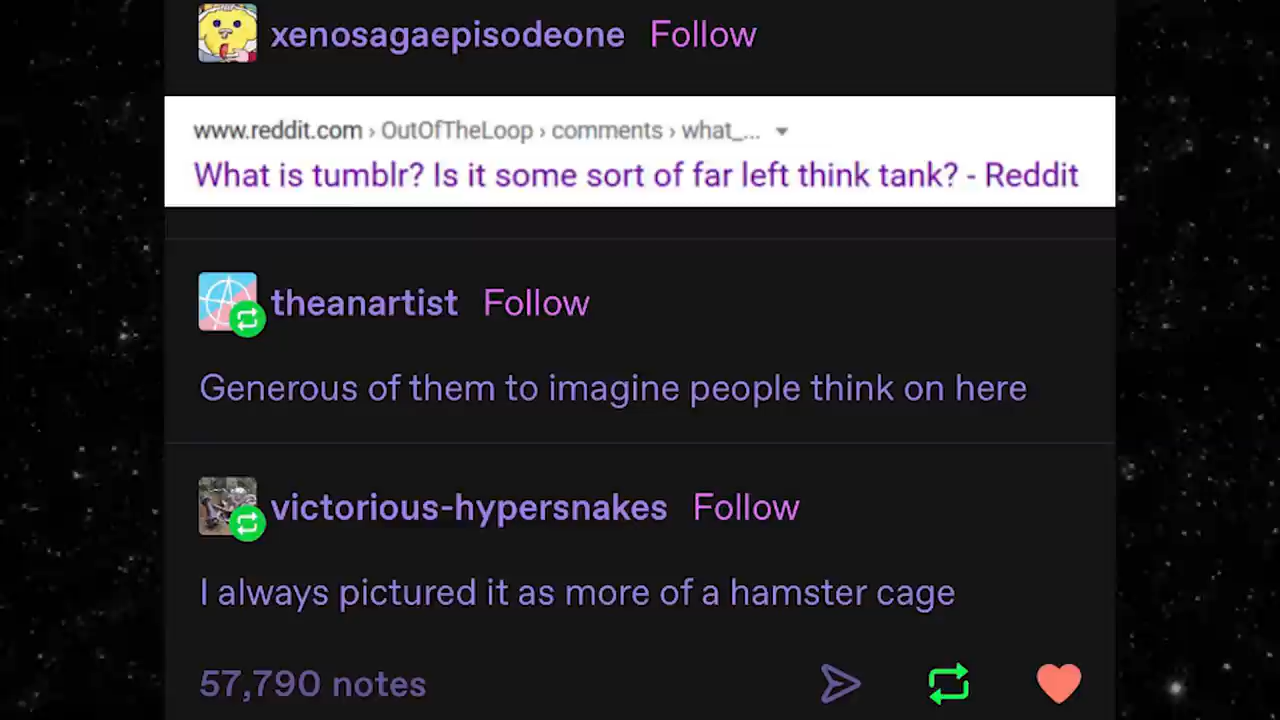 xenosagaepisodeone Follow
www.reddit.com › OutOfTheLoop › comments › what_...
What is tumblr? Is it some sort of far left think tank? - Reddit
theanartist Follow
Generous of them to imagine people think on here
victorious-hypersnakes Follow
I always pictured it as more of a hamster cage
57,790 notes